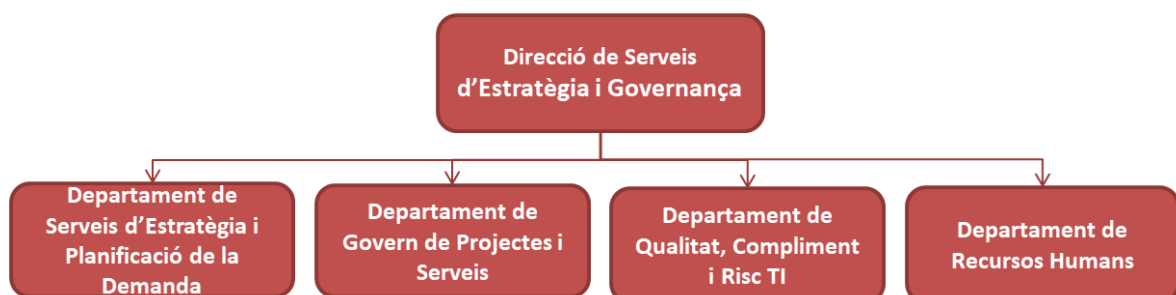 Direcció de Serveis
d’Estratègia i Governança
Departament de
Serveis d’Estratègia i
Planificació de la
Demanda
Departament de
Govern de Projectes i
Serveis
Departament de
Qualitat, Compliment
i Risc TI
Departament de
Recursos Humans